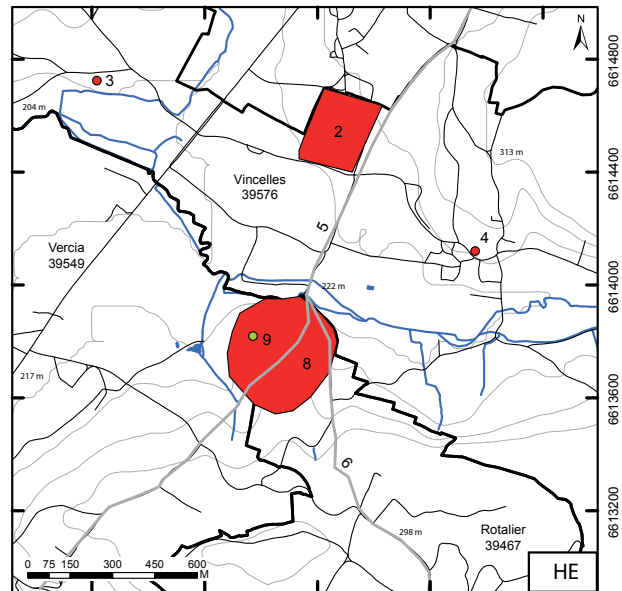 N
6614800
3
204 m
2
313 m
6614400
Vincelles
39576
5
4
Vercia
39549
222 m
6614000
9
8
217 m
6613600
6
6613200
298 m
Rotalier
39467
0 75 150 300 450 600
M
HE